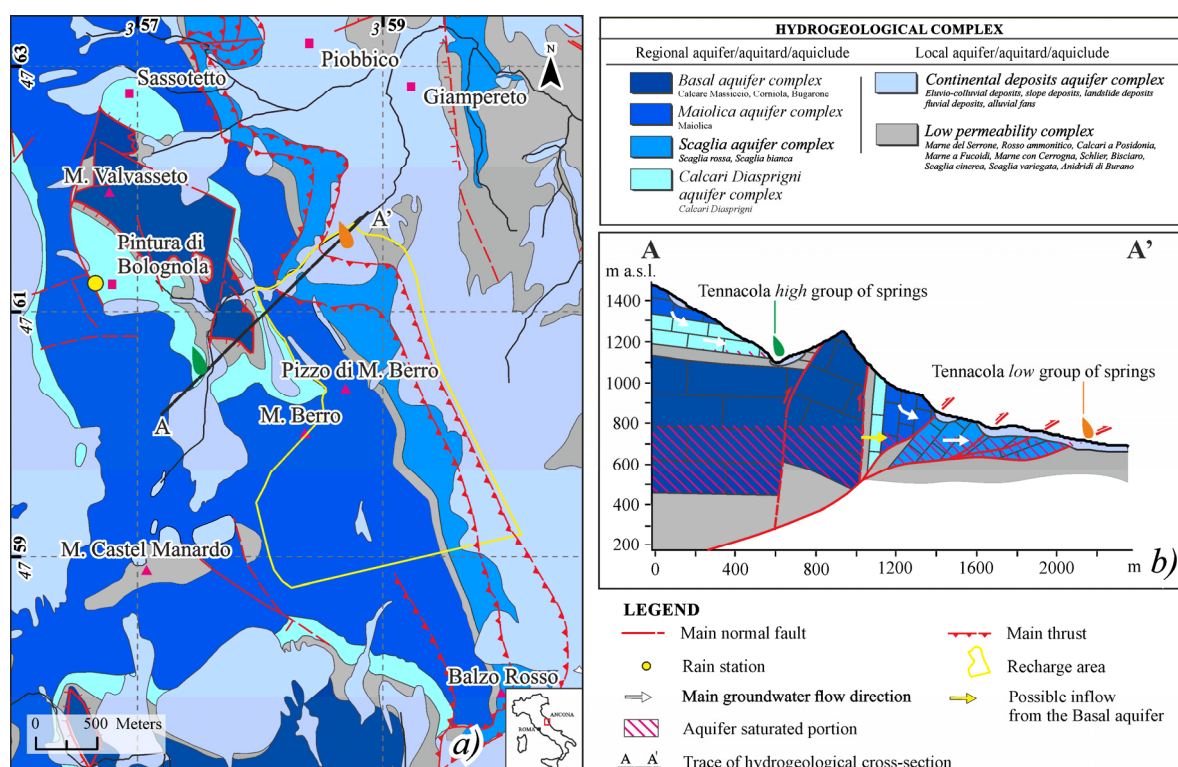 3 57
3 59
47 63
47 61
47 59
N
Piobbico
Sassotetto
Giampereto
M. Valvasseto
A'
Pintura di
Bolognola
Pizzo di M. Berro
A
M. Berro
M. Castel Manardo
Balzo Rosso
0 500 Meters
ANCONA
ROMA
a)
HYDROGEOLOGICAL COMPLEX
Regional aquifer/aquitard/aquiclude
Basal aquifer complex
Calcare Massiccio, Corniola, Bugarone
Maiolica aquifer complex
Maiolica
Scaglia aquifer complex
Scaglia rossa, Scaglia bianca
Calcari Diasprigni
aquifer complex
Calcari Diasprigni
Local aquifer/aquitard/aquiclude
Continental deposits aquifer complex
Eluvio-colluvial deposits, slope deposits, landslide deposits
fluvial deposits, alluvial fans
Low permeability complex
Marne del Serrone, Rosso ammonitico, Calcari a Posidonia,
Marne a Fucoidi, Marne con Cerrogna, Schlier, Bisciaro,
Scaglia cinerea, Scaglia variegata, Anidridi di Burano
A A'
m a.s.l.
1400
1200
1000
800
600
400
200
Tennacola high group of springs
Tennacola low group of springs
0 400 800 1200 1600 2000 m
b)
LEGEND
Main normal fault
Rain station
Main groundwater flow direction
Aquifer saturated portion
A A' Trace of hydrogeological cross-section
Main thrust
Recharge area
Possible inflow
from the Basal aquifer